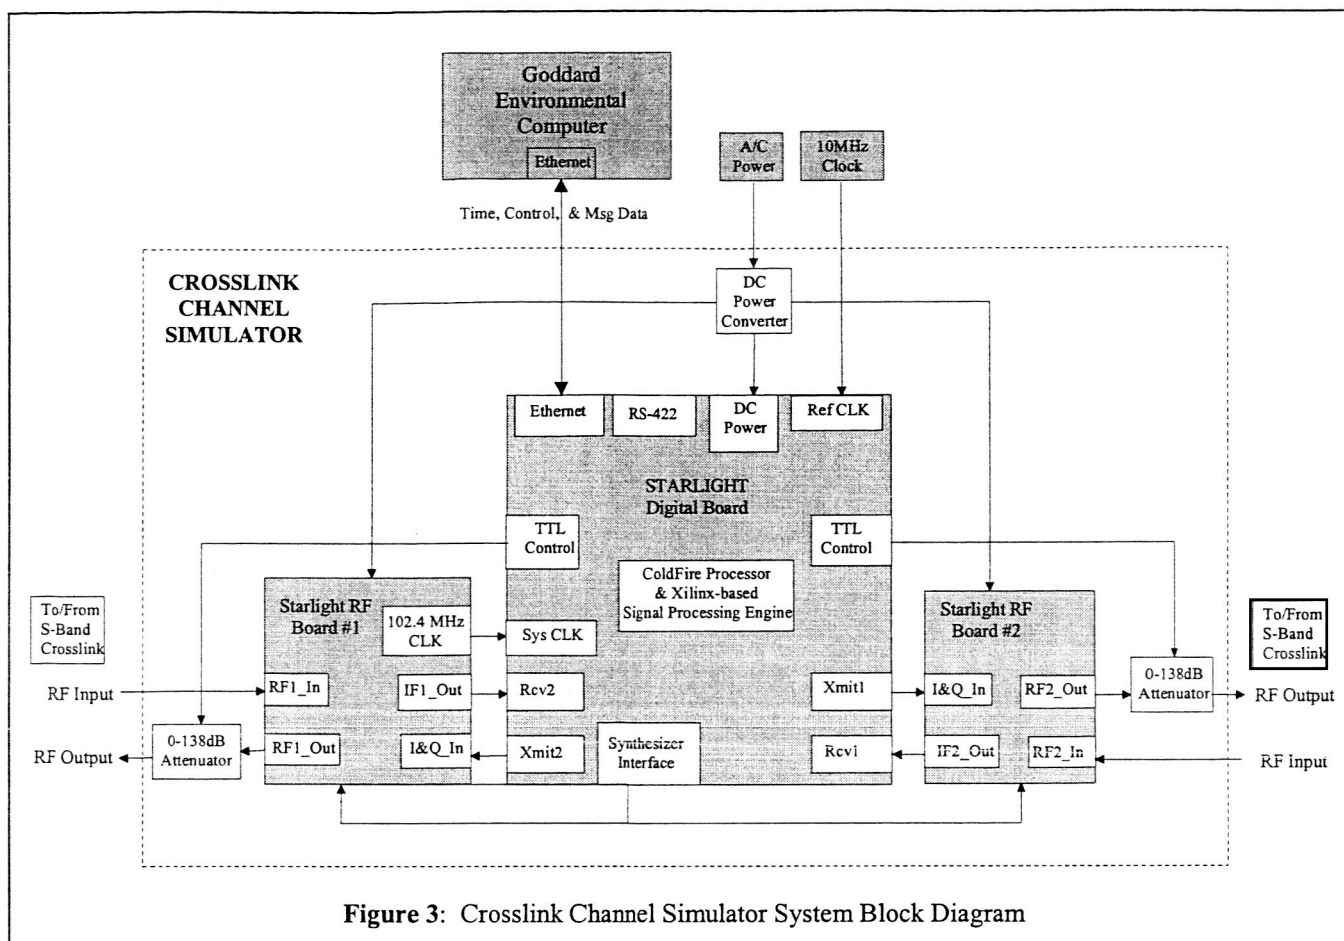 Goddard
Environmental
Computer
Ethernet
A/C
Power
10MHz
Clock
Time, Control, & Msg Data
CROSSLINK
CHANNEL
SIMULATOR
DC
Power
Converter
Ethernet
RS-422
DC
Power
Ref CLK
STARLIGHT
Digital Board
TTL
Control
TTL
Control
ColdFire Processor
& Xilinx-based
Signal Processing Engine
To/From
S-Band
Crosslink
Starlight RF
Board #1
102.4 MHz
CLK
Sys CLK
Starlight RF
Board #2
To/From
S-Band
Crosslink
RF Input
RF1_In
IF1_Out
Rcv2
Xmit1
I&Q_In
RF2_Out
0-138dB
Attenuator
RF Output
RF Output
0-138dB
Attenuator
RF1_Out
I&Q_In
Xmit2
Synthesizer
Interface
Rcv1
IF2_Out
RF2_In
RF Input
Figure 3: Crosslink Channel Simulator System Block Diagram